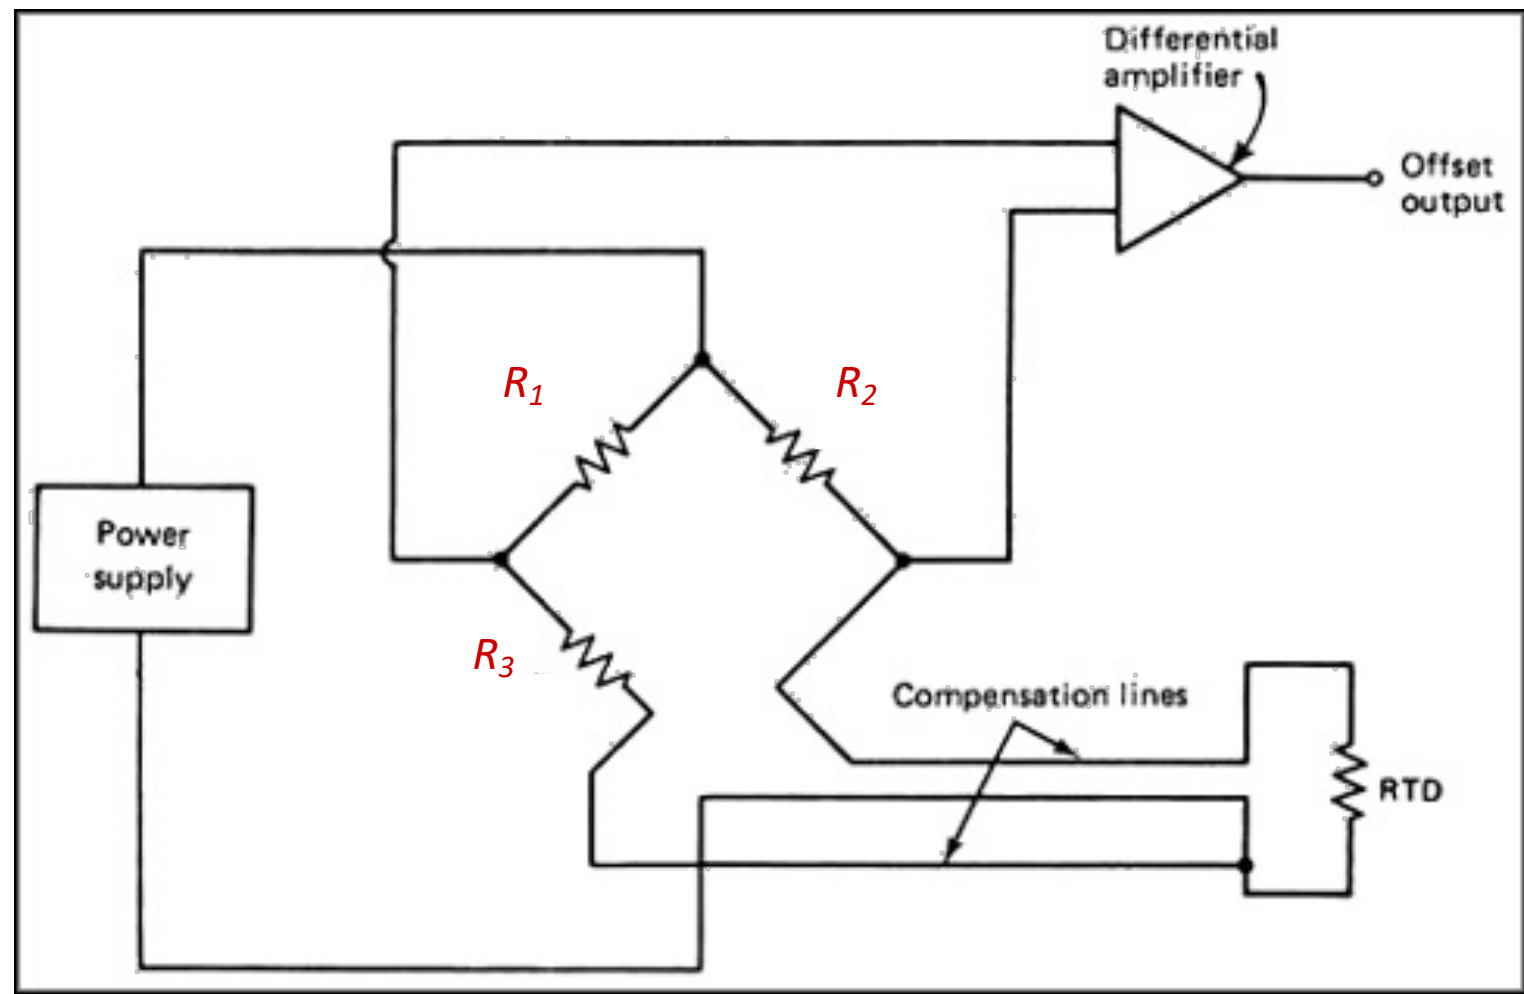 Differential
amplifier
Offset
output
R1
R2
Power
supply
R3
Compensation lines
RTD